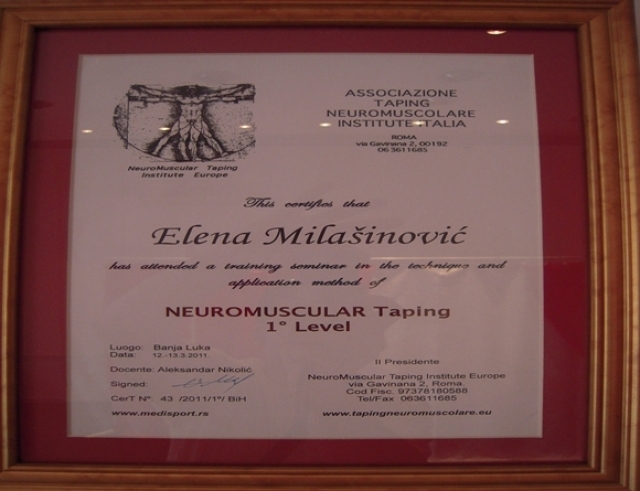 NeuroMuscular Taping
Institute Europe
ASSOCIAZIONE
TAPING
NEUROMUSCOLARE
INSTITUTE ITALIA
ROMA
via Gavinana 2, 00192
06 3611685
This certifies that
Elena Milašinović
has attended a training seminar in the technique and
application method of
NEUROMUSCULAR Taping
1° Level
Luogo: Banja Luka
Data: 12.-13.3.2011.
Docente: Aleksandar Nikolić
Signed:
CerT N° 43 /2011/1°/ BiH
www.medisport.rs
Il Presidente
NeuroMuscular Taping Institute Europe
via Gavinana 2, Roma.
Cod Fisc. 97378180588
Tel/Fax 063611685
www.tapingneuromuscolare.eu